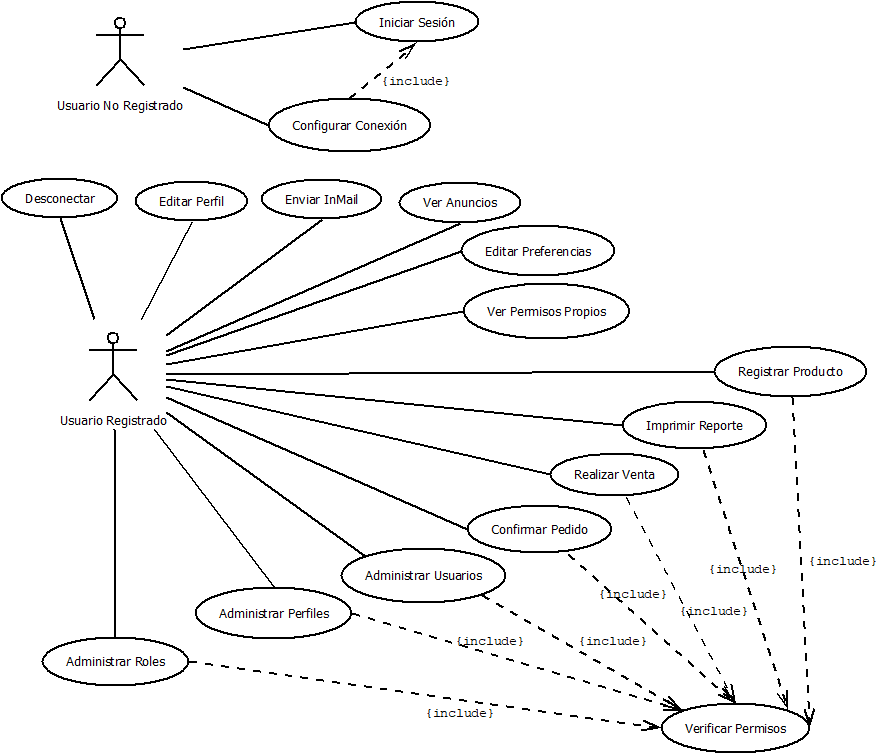 Iniciar Sesión
{include}
Usuario No Registrado
Configurar Conexión
Desconectar
Editar Perfil
Enviar InMail
Ver Anuncios
Editar Preferencias
Ver Permisos Propios
Registrar Producto
Usuario Registrado
Imprimir Reporte
Realizar Venta
Confirmar Pedido
{include}
{include}
Administrar Usuarios
{include}
{include}
Administrar Perfiles
{include}
{include}
Administrar Roles
{include}
Verificar Permisos